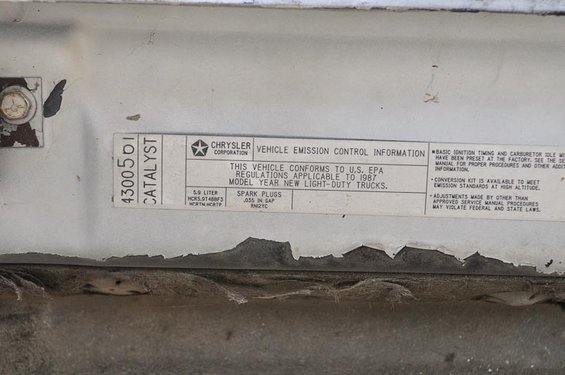 4300561
CATALYST
CHRYSLER
CORPORATION
VEHICLE EMISSION CONTROL INFORMATION
THIS VEHICLE CONFORMS TO U.S. EPA
REGULATIONS APPLICABLE TO 1987
MODEL YEAR NEW LIGHT-DUTY TRUCKS.
5.9 LITER
SPARK PLUGS
.035 IN GAP
RN12YC
• BASIC IGNITION TIMING AND CARBURETOR IDLE
HAVE BEEN PRESET AT THE FACTORY. SEE THE
MANUAL FOR PROPER PROCEDURES AND OTHER
INFORMATION.
• CONVERSION KIT IS AVAILABLE TO MEET
EMISSION STANDARDS AT HIGH ALTITUDE.
• ADJUSTMENTS MADE BY OTHER THAN
APPROVED SERVICE MANUAL PROCEDURES
MAY VIOLATE FEDERAL AND STATE LAWS.